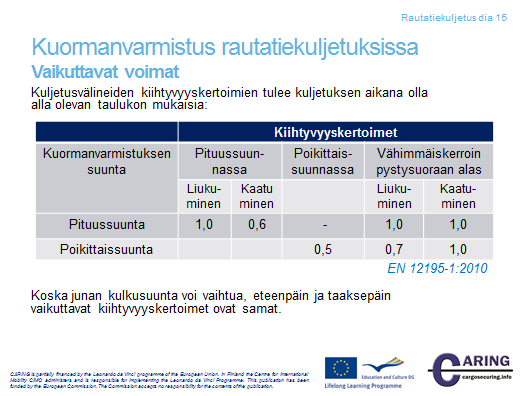 Rautatiekuljetus dia 15
Kuormanvarmistus rautatiekuljetuksissa
Vaikuttavat voimat
Kuljetusvälineiden kiihtyvyyskertoimien tulee kuljetuksen aikana olla
alla olevan taulukon mukaisia:
Kiihtyvyyskertoimet
Kuormanvarmistuksen suunta Pituussuun- nassa Poikittais- suunnassa Vähimmäiskerroin pystysuoraan alas
Liuku- minen Kaatu minen Liuku- minen Kaatu- minen
Pituussuunta 1,0 0,6 - 1,0 1,0
Poikittaissuunta 0,5 0,7 1,0
EN 12195-1:2010
Koska junan kulkusuunta voi vaihtua, eteenpäin ja taaksepäin
vaikuttavat kiihtyvyyskertoimet ovat samat.
CARING is partially financed by the Leonardo da Vinci programme of the European Union. In Finland the Centre for International
Mobility CIMO administers and is responsible for implementing the Leonardo da Vinci Programme. This publication has been
funded by the European Commission. The Commission accepts no responsibility for the contents of the publication.
Education and Culture DG
Lifelong Learning Programme
CARING
cargosecuring.info